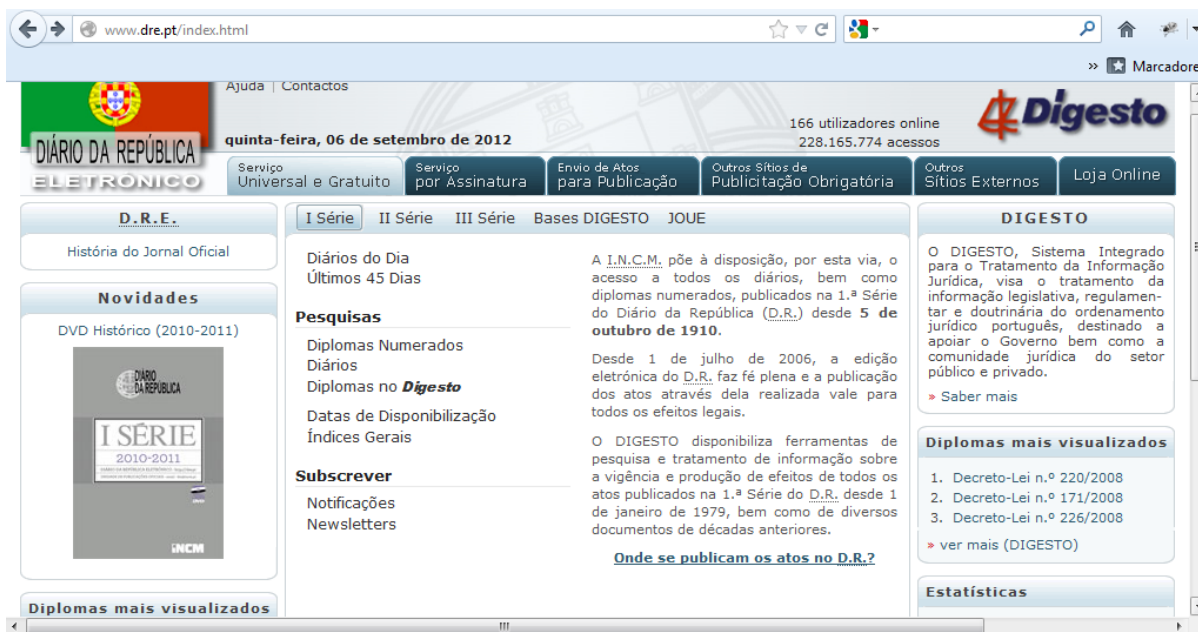 www.dre.pt/index.html
» Marcadore
Ajuda | Contactos
quinta-feira, 06 de setembro de 2012
166 utilizadores online
228.165.774 acessos
Digesto
DIÁRIO DA REPÚBLICA
ELETRÓNICO
Serviço
Universal e Gratuito
Serviço
por Assinatura
Envio de Atos
para Publicação
Outros Sítios de
Publicitação Obrigatória
Outros
Sítios Externos
Loja Online
D.R.E.
História do Jornal Oficial
Novidades
DVD Histórico (2010-2011)
DIÁRIO
DA REPÚBLICA
I SÉRIE
2010-2011
INCM
Diplomas mais visualizados
I Série II Série III Série Bases DIGESTO JOUE
Diários do Dia
Últimos 45 Dias
Pesquisas
Diplomas Numerados
Diários
Diplomas no Digesto
Datas de Disponibilização
Índices Gerais
Subscrever
Notificações
Newsletters
A I.N.C.M. põe à disposição, por esta via, o
acesso a todos os diários, bem como
diplomas numerados, publicados na 1.ª Série
do Diário da República (D.R.) desde 5 de
outubro de 1910.
Desde 1 de julho de 2006, a edição
eletrónica do D.R. faz fé plena e a publicação
dos atos através dela realizada vale para
todos os efeitos legais.
O DIGESTO disponibiliza ferramentas de
pesquisa e tratamento de informação sobre
a vigência e produção de efeitos de todos os
atos publicados na 1.ª Série do D.R. desde 1
de janeiro de 1979, bem como de diversos
documentos de décadas anteriores.
Onde se publicam os atos no D.R.?
DIGESTO
O DIGESTO, Sistema Integrado
para o Tratamento da Informação
Jurídica, visa o tratamento da
informação legislativa, regulamen-
tar e doutrinária do ordenamento
jurídico português, destinado a
apoiar o Governo bem como a
comunidade jurídica do setor
público e privado.
» Saber mais
Diplomas mais visualizados
1. Decreto-Lei n.º 220/2008
2. Decreto-Lei n.º 171/2008
3. Decreto-Lei n.º 226/2008
» ver mais (DIGESTO)
Estatísticas